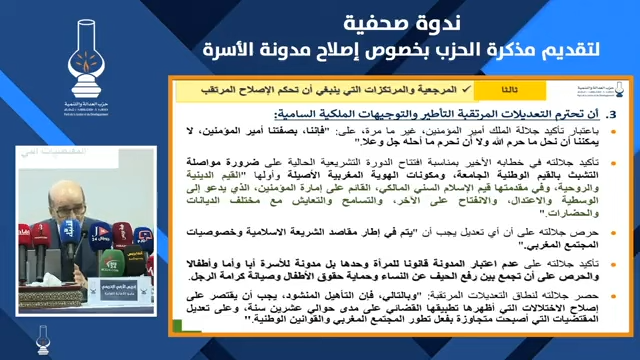 ندوة صحفية
لتقديم مذكرة الحزب بخصوص إصلاح مدونة الأسرة
حزب العدالة والتنمية
ثالثا
✓ المرجعية والمرتكزات التي ينبغي أن تحكم الإصلاح المرتقب
3. أن تحترم التعديلات المرتقبة التأطير والتوجيهات الملكية السامية:
باعتبار تأكيد جلالة الملك أمير المؤمنين، غير ما مرة، على: "فإننا، بصفتنا أمير المؤمنين، لا
يمكننا أن نحل ما حرم الله ولا أن نحرم ما أحله جل وعلا".
تأكيد جلالته في خطابه الأخير بمناسبة افتتاح الدورة التشريعية الحالية على ضرورة مواصلة
التشبث بالقيم الوطنية الجامعة، ومكونات الهوية المغربية الأصيلة وأولها "القيم الدينية
والروحية، وفي مقدمتها قيم الإسلام السني المالكي، القائم على إمارة المؤمنين، الذي يدعو إلى
الوسطية والاعتدال، والانفتاح على الآخر، والتسامح والتعايش مع مختلف الديانات
والحضارات."
حرص جلالته على أن أي تعديل يجب أن "يتم في إطار مقاصد الشريعة الاسلامية وخصوصيات
المجتمع المغربي."
تأكيد جلالته على عدم اعتبار المدونة قانونا للمرأة وحدها بل مدونة للأسرة أبا وأما وأطفالا
والحرص على أن تجمع بين رفع الحيف عن النساء وحماية حقوق الأطفال وصيانة كرامة الرجل.
حصر جلالته لنطاق التعديلات المرتقبة: "وبالتالي، فإن التأهيل المنشود، يجب أن يقتصر على
إصلاح الاختلالات التي أظهرها تطبيقها القضائي على مدى حوالي عشرين سنة، وعلى تعديل
المقتضيات التي أصبحت متجاوزة بفعل تطور المجتمع المغربي والقوانين الوطنية."